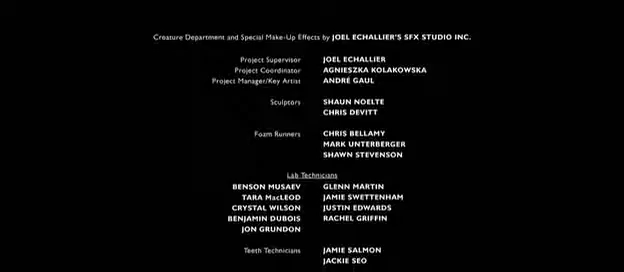 Creature Department and Special Make-Up Effects by JOEL ECHALLIER'S SFX STUDIO INC.
Project Supervisor JOEL ECHALLIER
Project Coordinator AGNIESZKA KOLAKOWSKA
Project Manager/Key Artist ANDRÉ GAUL
Sculptors SHAUN NOELTE
CHRIS DEVITT
Foam Runners CHRIS BELLAMY
MARK UNTERBERGER
SHAWN STEVENSON
Lab Technicians
BENSON MUSAEV GLENN MARTIN
TARA MacLEOD JAMIE SWETTENHAM
CRYSTAL WILSON JUSTIN EDWARDS
BENJAMIN DUBOIS RACHEL GRIFFIN
JON GRUNDON
Teeth Technicians JAMIE SALMON
JACKIE SEO